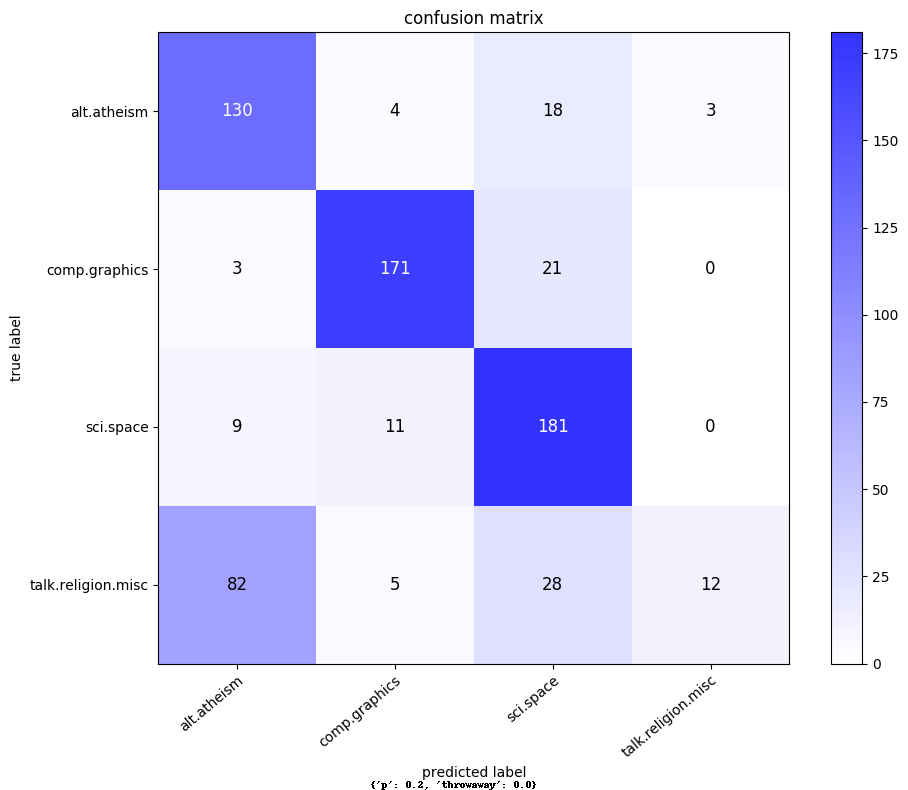 confusion matrix
alt.atheism 130 4 18 3
comp.graphics 3 171 21 0
sci.space 9 11 181 0
talk.religion.misc 82 5 28 12
true label
alt.atheism comp.graphics sci.space talk.religion.misc
predicted label
175
150
125
100
75
50
25
0
{'p': 0.2, 'throwaway': 0.0}